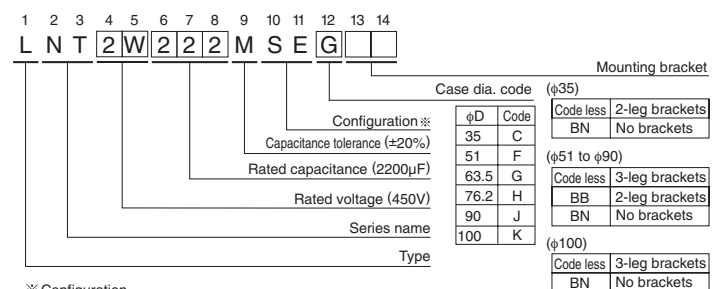 1 2 3 4 5 6 7 8 9 10 11 12 13 14
L N T 2 W 2 2 2 M S E G
Mounting bracket
Case dia. code
Configuration※
Capacitance tolerance (±20%)
Rated capacitance (2200µF)
Rated voltage (450V)
Series name
Type
φD Code
35 C
51 F
63.5 G
76.2 H
90 J
100 K
(φ35)
Code less 2-leg brackets
BN No brackets
(φ51 to φ90)
Code less 3-leg brackets
BB 2-leg brackets
BN No brackets
(φ100)
Code less 3-leg brackets
BN No brackets
※ Configuration